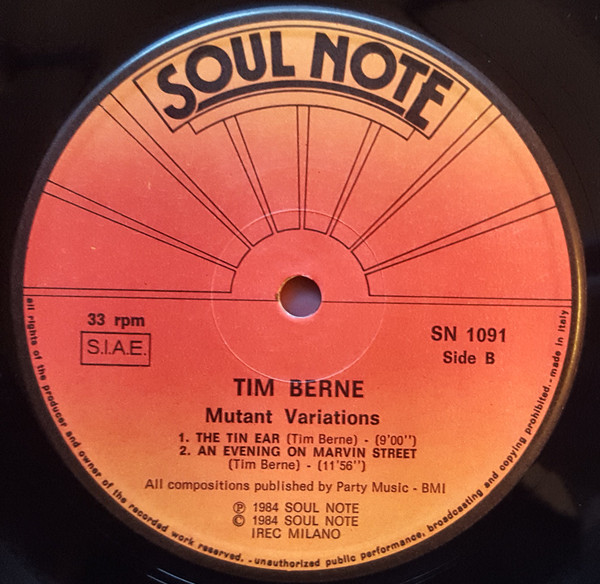 SOUL NOTE
33 rpm
S.I.A.E.
SN 1091
Side B
TIM BERNE
Mutant Variations
1. THE TIN EAR (Tim Berne) - (9'00'')
2. AN EVENING ON MARVIN STREET
(Tim Berne) - (11'56'')
All compositions published by Party Music - BMI
℗ 1984 SOUL NOTE
© 1984 SOUL NOTE
IREC MILANO
all rights of the producer and owner of the recorded work reserved. - unauthorized public performance, broadcasting and copying prohibited. - made in italy